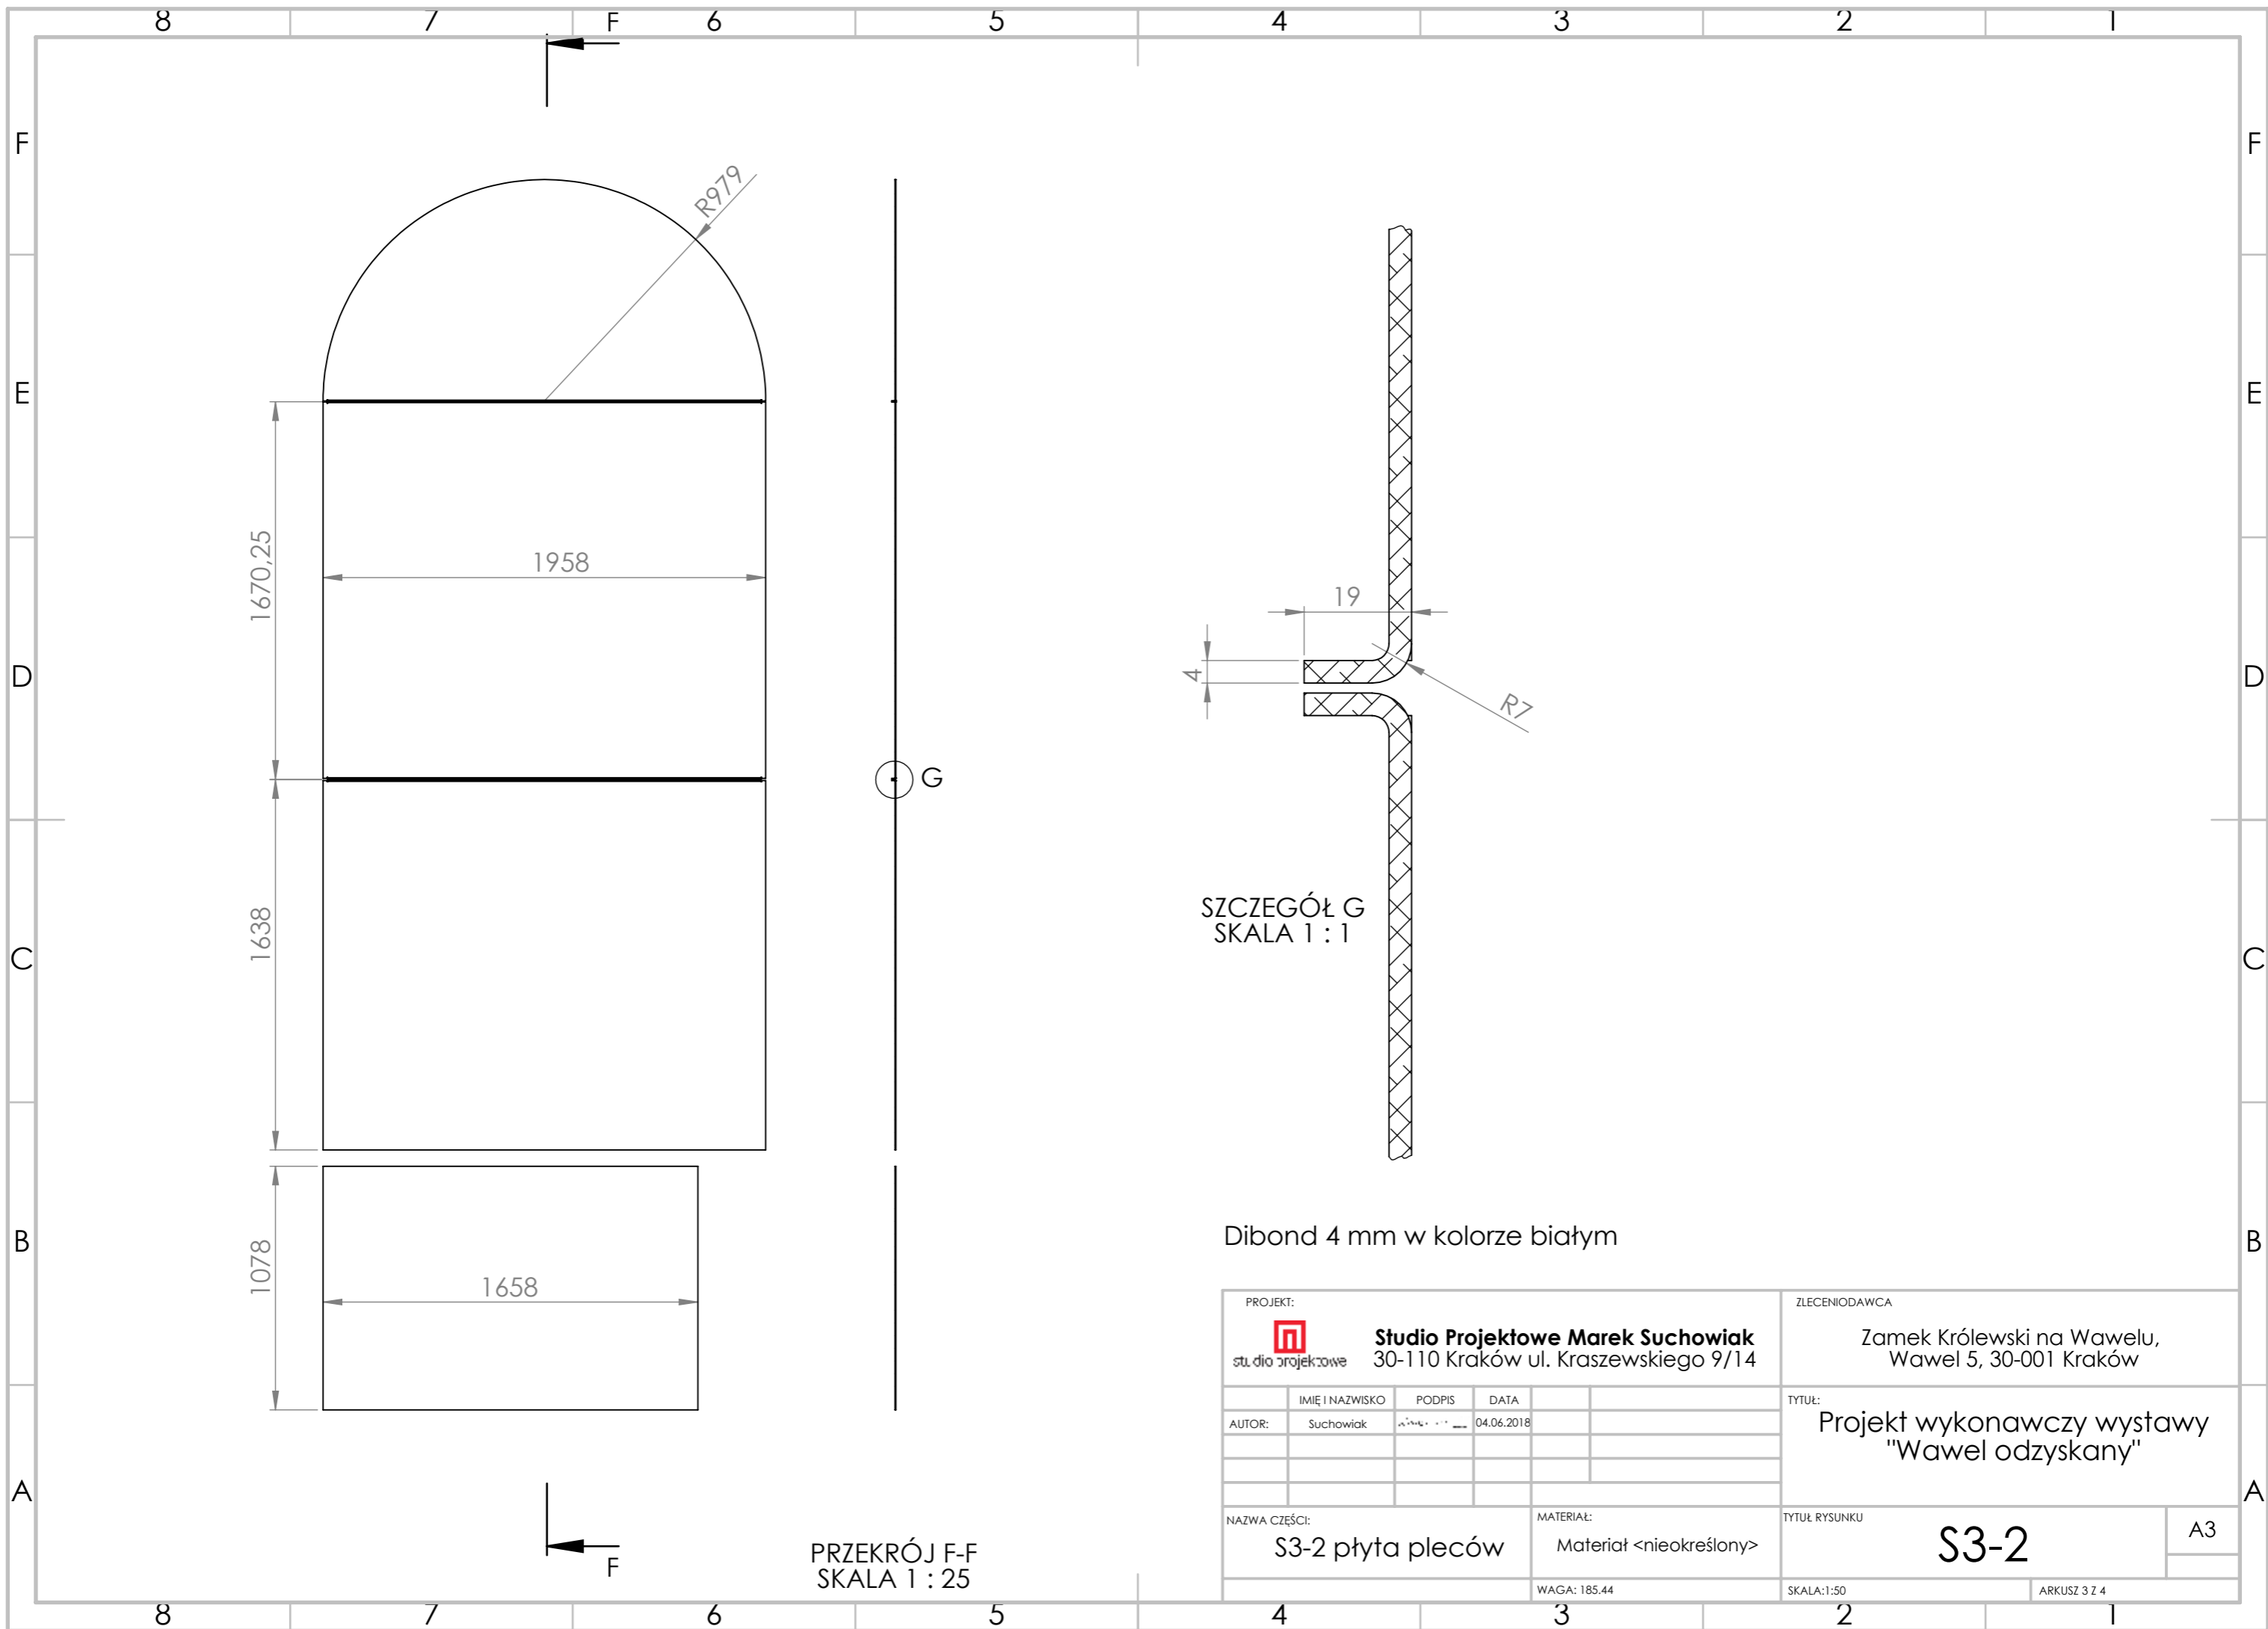 8 7 F 6 5 4 3 2 1
F F
R979
E E
1670,25
1958
19
D D
4
R7
G
SZCZEGÓŁ G
SKALA 1 : 1
1638
C C
Dibond 4 mm w kolorze białym
B B
1078
1658
PROJEKT:
studio projektowe
Studio Projektowe Marek Suchowiak
30-110 Kraków ul. Kraszewskiego 9/14
ZLECENIODAWCA
Zamek Królewski na Wawelu,
Wawel 5, 30-001 Kraków
IMIĘ I NAZWISKO PODPIS DATA
AUTOR: Suchowiak 04.06.2018
TYTUŁ:
Projekt wykonawczy wystawy
"Wawel odzyskany"
A A
NAZWA CZĘŚCI:
S3-2 płyta pleców
MATERIAŁ:
Materiał <nieokreślony>
TYTUŁ RYSUNKU
S3-2
A3
WAGA: 185.44
SKALA:1:50
ARKUSZ 3 Z 4
F
PRZEKRÓJ F-F
SKALA 1 : 25
8 7 6 5 4 3 2 1